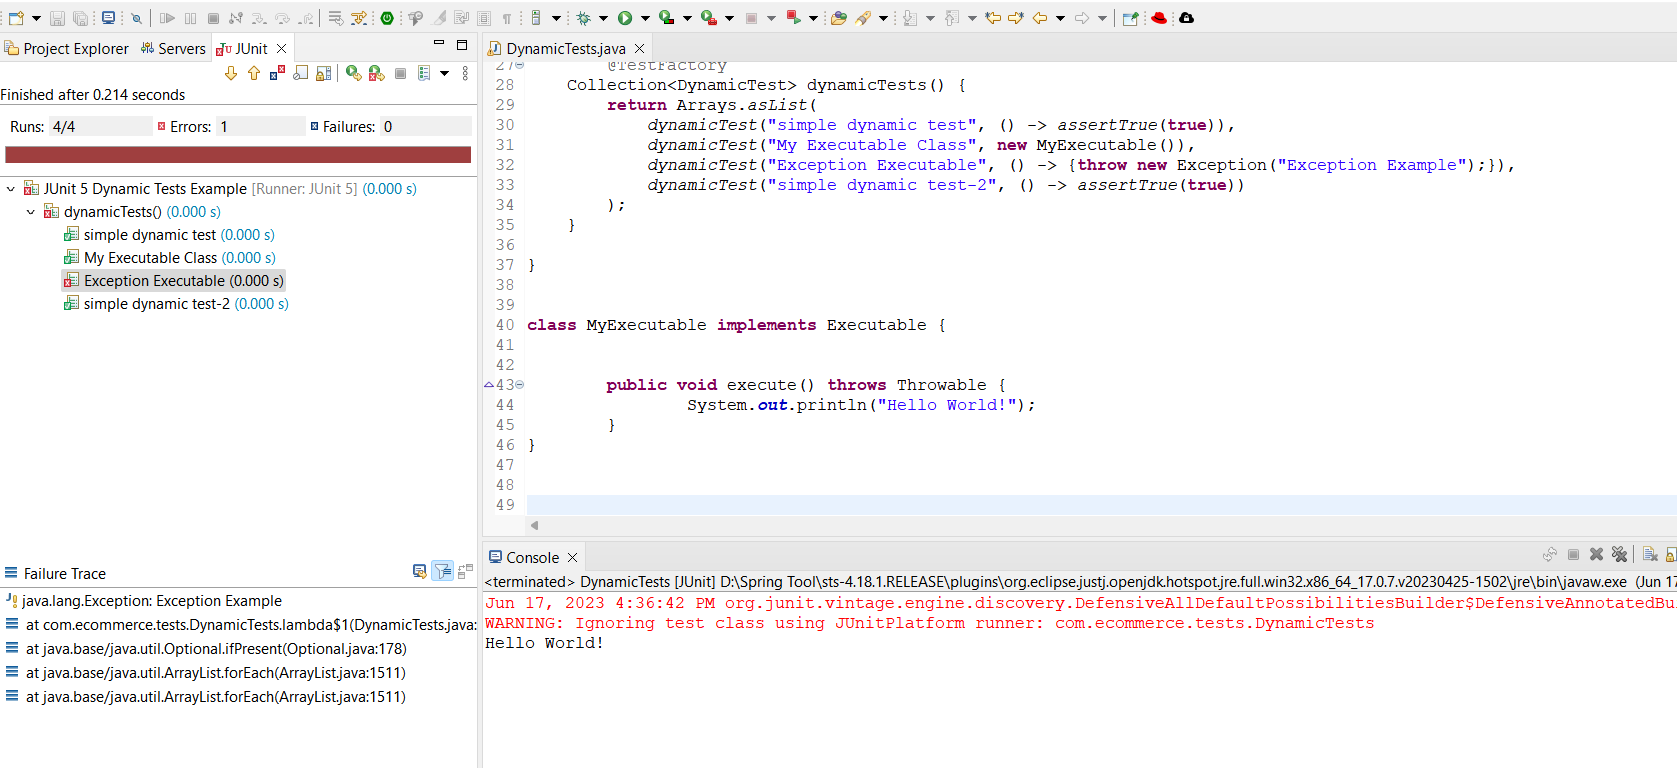 Project Explorer Servers JUnit
Finished after 0.214 seconds
Runs: 4/4 Errors: 1 Failures: 0
JUnit 5 Dynamic Tests Example [Runner: JUnit 5] (0.000 s)
dynamicTests() (0.000 s)
simple dynamic test (0.000 s)
My Executable Class (0.000 s)
Exception Executable (0.000 s)
simple dynamic test-2 (0.000 s)
Failure Trace
java.lang.Exception: Exception Example
at com.ecommerce.tests.DynamicTests.lambda$1(DynamicTests.java:
at java.base/java.util.Optional.ifPresent(Optional.java:178)
at java.base/java.util.ArrayList.forEach(ArrayList.java:1511)
at java.base/java.util.ArrayList.forEach(ArrayList.java:1511)
DynamicTests.java
27 @TestFactory
28 Collection<DynamicTest> dynamicTests() {
29 return Arrays.asList(
30 dynamicTest("simple dynamic test", () -> assertTrue(true)),
31 dynamicTest("My Executable Class", new MyExecutable()),
32 dynamicTest("Exception Executable", () -> {throw new Exception("Exception Example");}),
33 dynamicTest("simple dynamic test-2", () -> assertTrue(true))
34 );
35 }
36
37 }
38
39
40 class MyExecutable implements Executable {
41
42
43 public void execute() throws Throwable {
44 System.out.println("Hello World!");
45 }
46 }
47
48
49
Console
<terminated> DynamicTests [JUnit] D:\Spring Tool\sts-4.18.1.RELEASE\plugins\org.eclipse.justj.openjdk.hotspot.jre.full.win32.x86_64_17.0.7.v20230425-1502\jre\bin\javaw.exe (Jun 17
Jun 17, 2023 4:36:42 PM org.junit.vintage.engine.discovery.DefensiveAllDefaultPossibilitiesBuilder$DefensiveAnnotatedBu
WARNING: Ignoring test class using JUnitPlatform runner: com.ecommerce.tests.DynamicTests
Hello World!